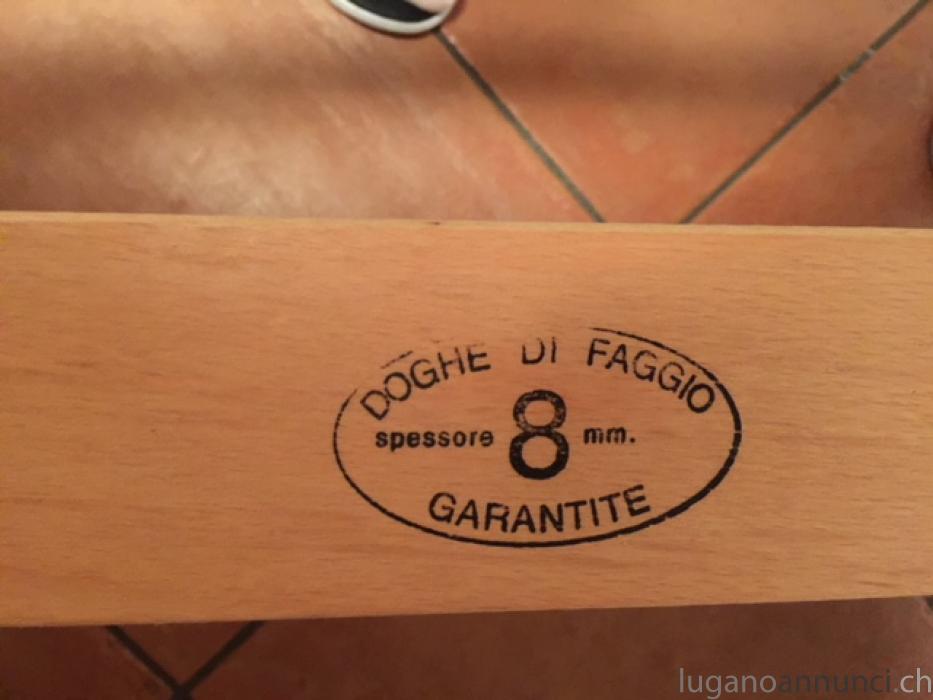 DOGHE DI FAGGIO
spessore 8 mm.
GARANTITE
luganoannunci.ch